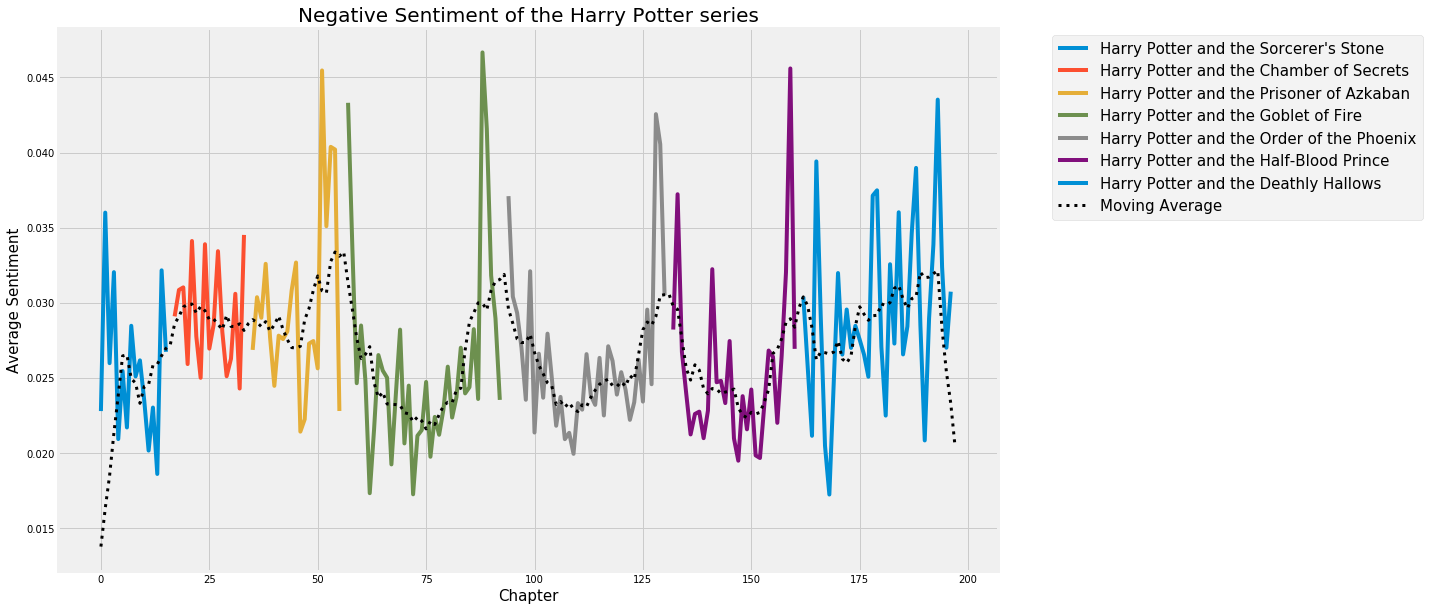 Negative Sentiment of the Harry Potter series
Harry Potter and the Sorcerer's Stone
Harry Potter and the Chamber of Secrets
Harry Potter and the Prisoner of Azkaban
Harry Potter and the Goblet of Fire
Harry Potter and the Order of the Phoenix
Harry Potter and the Half-Blood Prince
Harry Potter and the Deathly Hallows
Moving Average
Average Sentiment
0.045
0.040
0.035
0.030
0.025
0.020
0.015
0 25 50 75 100 125 150 175 200
Chapter